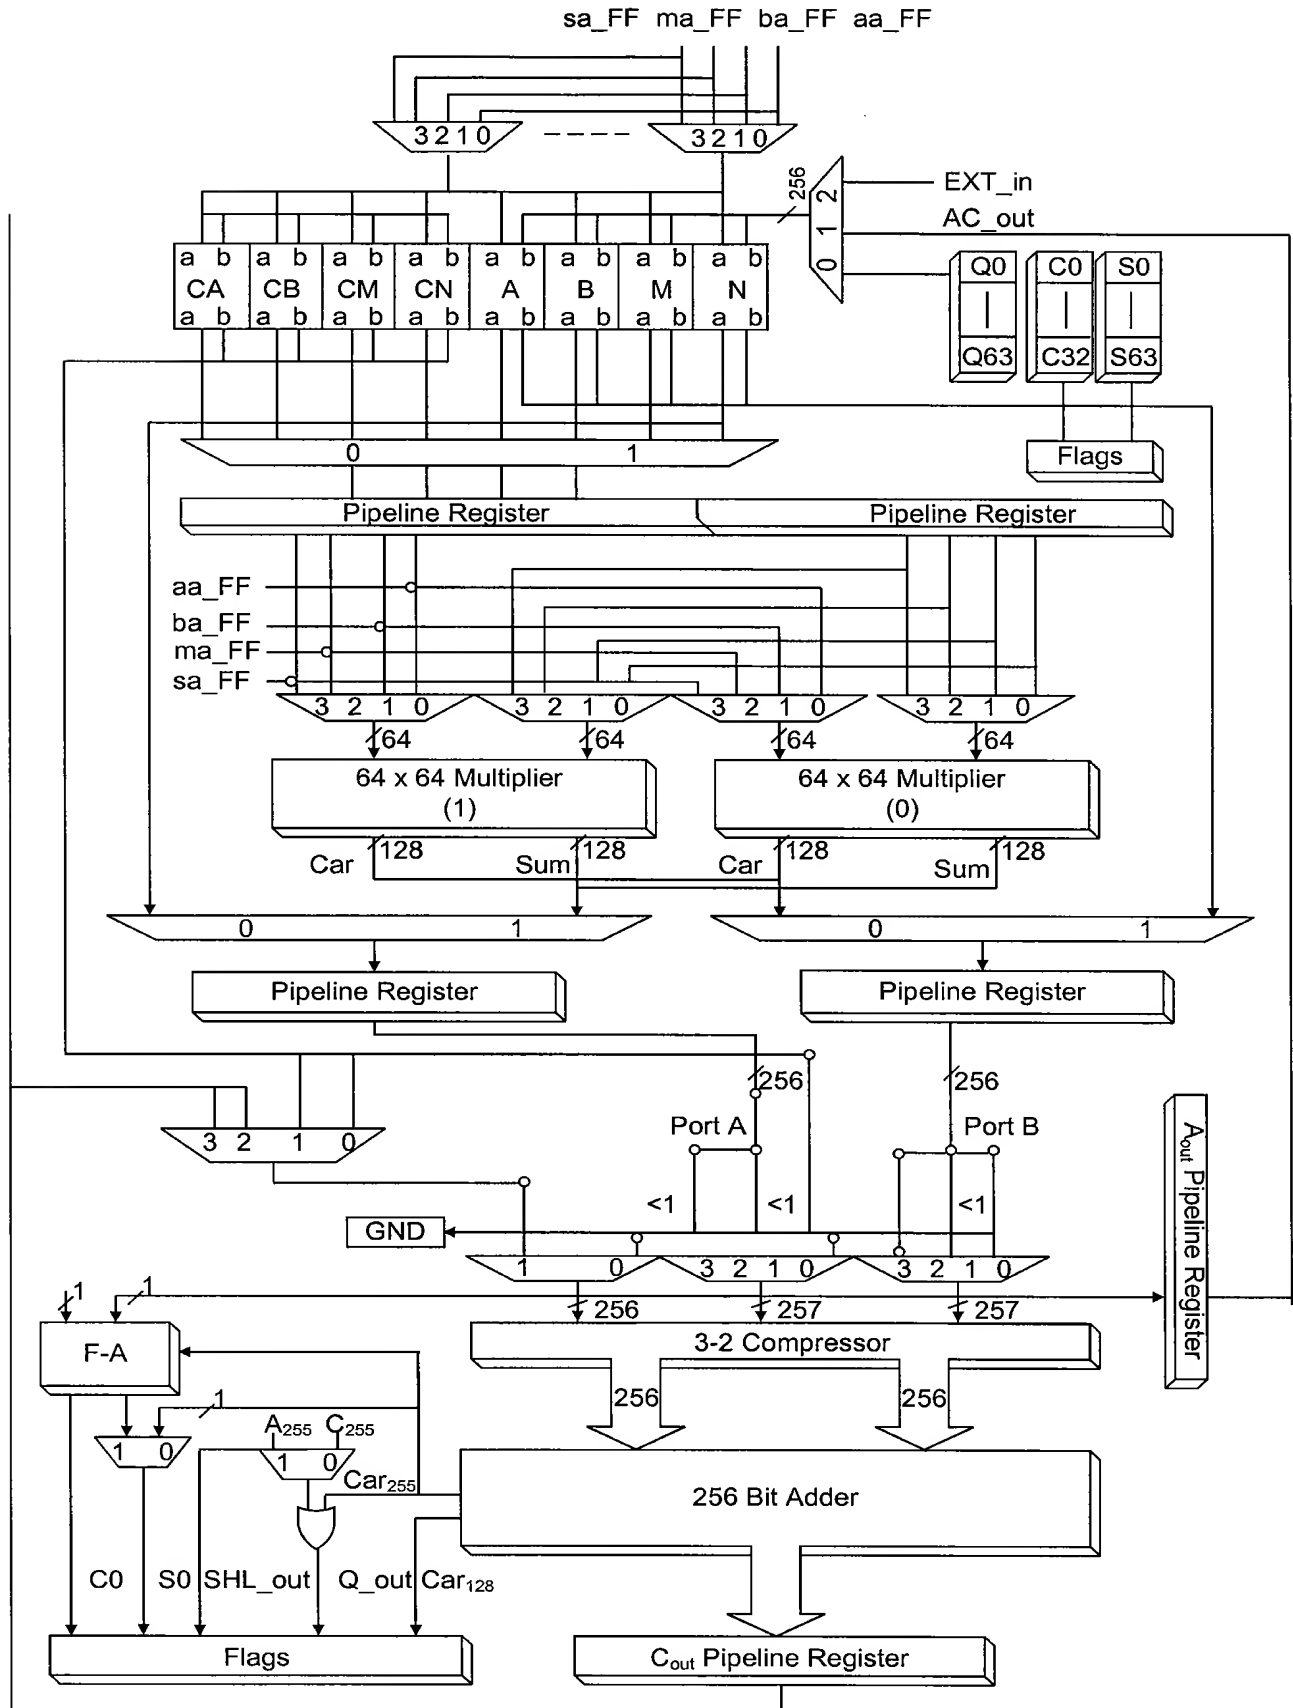 sa_FF ma_FF ba_FF aa_FF
3 2 1 0
3 2 1 0
256
2
1
0
EXT_in
AC_out
a b a b a b a b a b a b a b a b
CA CB CM CN A B M N
a b a b a b a b a b a b a b a b
Q0 C0 S0
Q63 C32 S63
Flags
0 1
Pipeline Register
Pipeline Register
aa_FF
ba_FF
ma_FF
sa_FF
3 2 1 0
3 2 1 0
3 2 1 0
3 2 1 0
64
64
64
64
64 x 64 Multiplier
(1)
64 x 64 Multiplier
(0)
128
128
128
128
Car
Sum
Car
Sum
0 1
0 1
Pipeline Register
Pipeline Register
256
256
Port A
Port B
3 2 1 0
<1
<1
<1
GND
1 0
3 2 1 0
3 2 1 0
1
1
256
257
257
F-A
3-2 Compressor
Aout Pipeline Register
256
256
1
A255 C255
1 0
1 0
Car255
256 Bit Adder
C0 S0 SHL_out Q_out Car128
Flags
Cout Pipeline Register